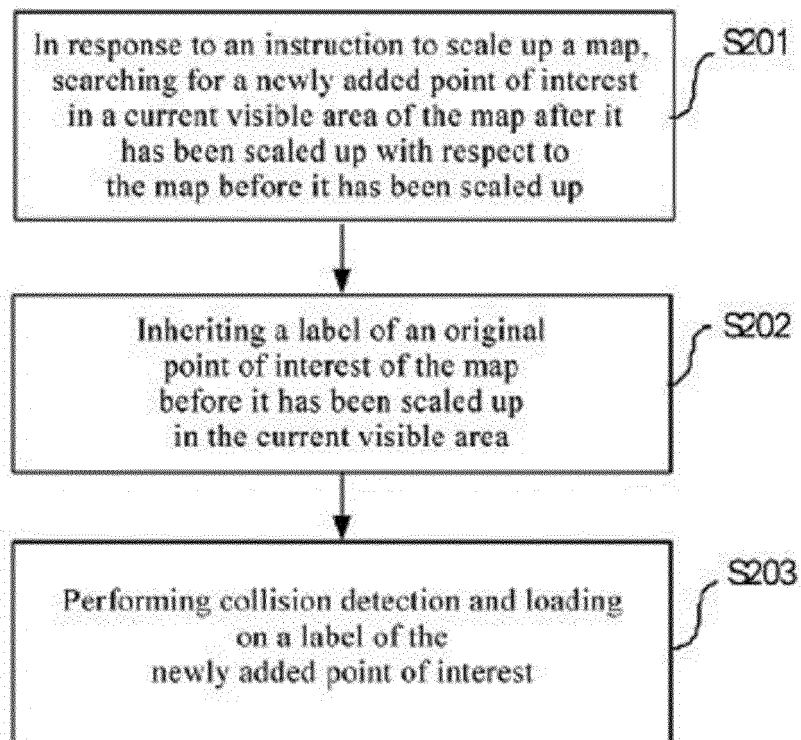 In response to an instruction to scale up a map,
searching for a newly added point of interest
in a current visible area of the map after it
has been scaled up with respect to
the map before it has been scaled up
S201
Inheriting a label of an original
point of interest of the map
before it has been scaled up
in the current visible area
S202
Performing collision detection and loading
on a label of the
newly added point of interest
S203